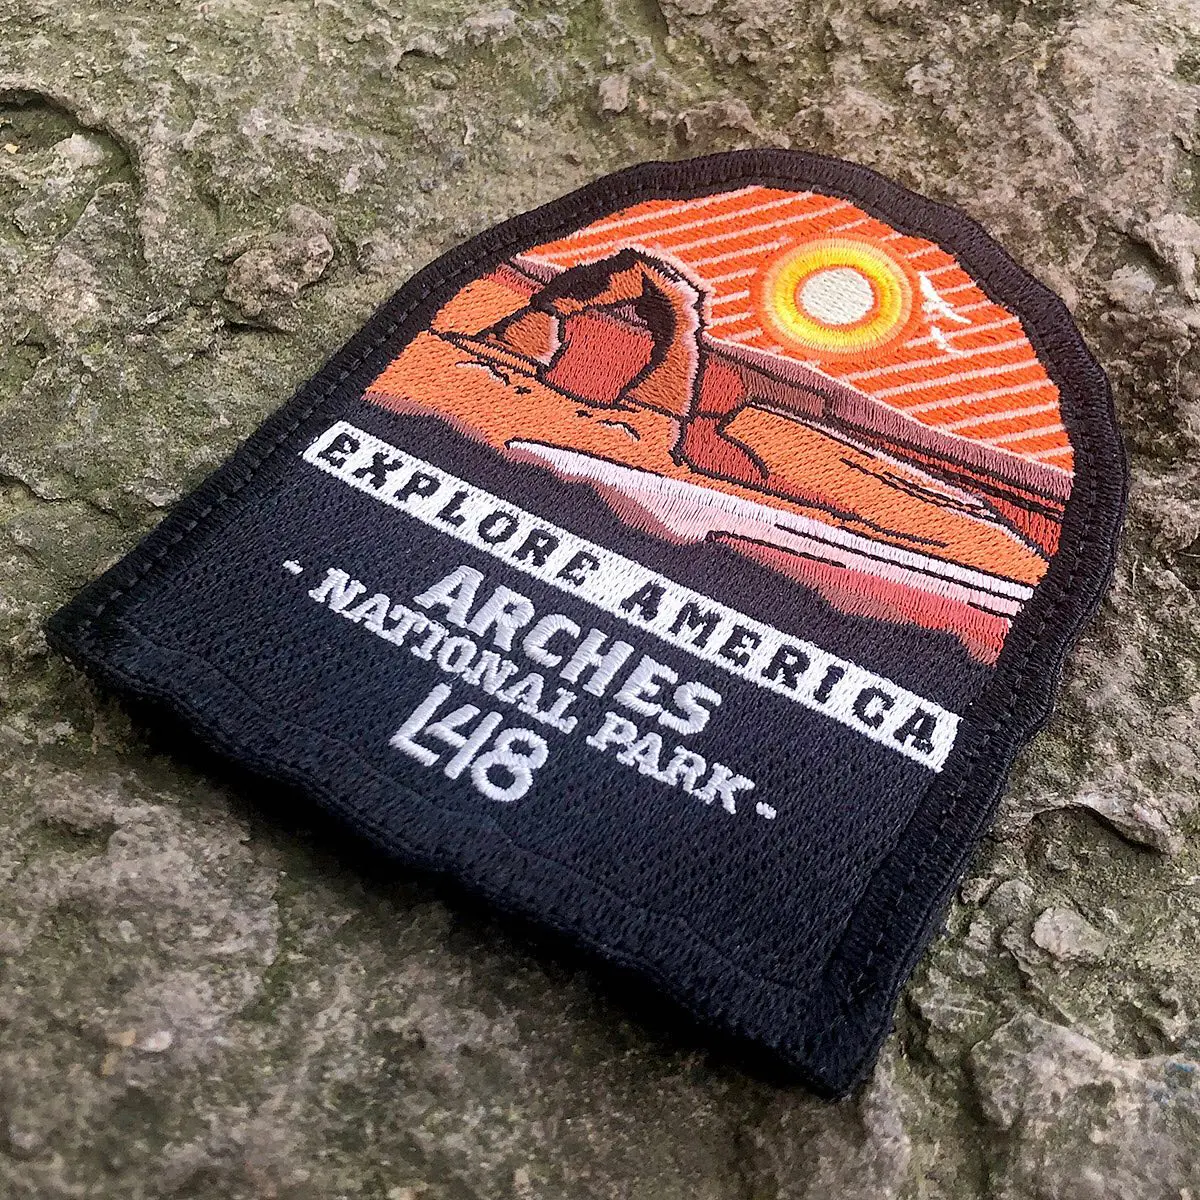 EXPLORE AMERICA
ARCHES
- NATIONAL PARK -
L48